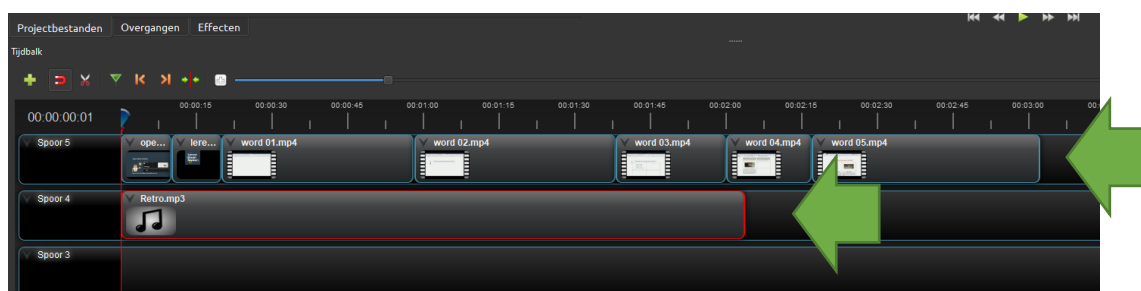 Projectbestanden Overgangen Effecten
Tijdbalk
00:00:00:01
00:00:15 00:00:30 00:00:45 00:01:00 00:01:15 00:01:30 00:01:45 00:02:00 00:02:15 00:02:30 00:02:45 00:03:00
Spoor 5 ope... lere... word 01.mp4 word 02.mp4 word 03.mp4 word 04.mp4 word 05.mp4
Spoor 4 Retro.mp3
Spoor 3